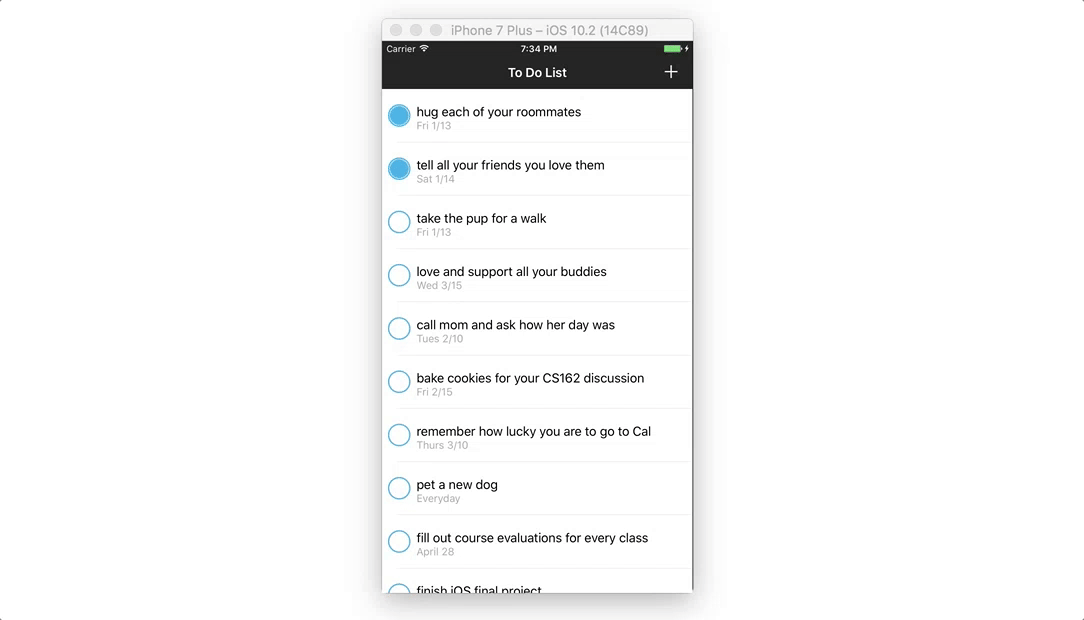 iPhone 7 Plus – iOS 10.2 (14C89)
Carrier 7:34 PM
To Do List +
hug each of your roommates
Fri 1/13
tell all your friends you love them
Sat 1/14
take the pup for a walk
Fri 1/13
love and support all your buddies
Wed 3/15
call mom and ask how her day was
Tues 2/10
bake cookies for your CS162 discussion
Fri 2/15
remember how lucky you are to go to Cal
Thurs 3/10
pet a new dog
Everyday
fill out course evaluations for every class
April 28
finish iOS final project